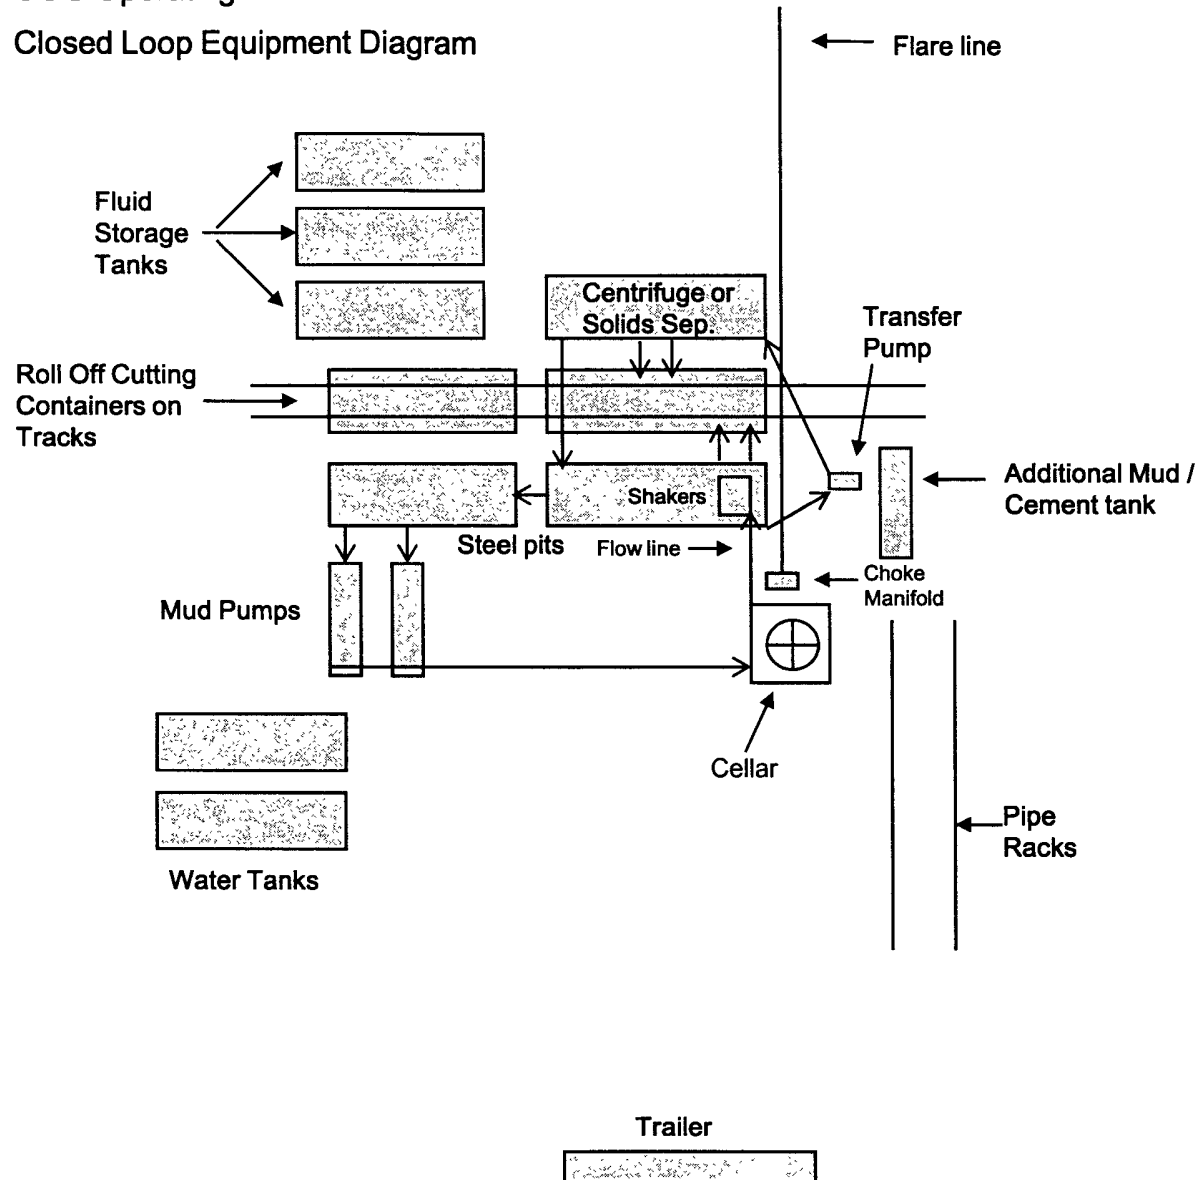 Closed Loop Equipment Diagram
Flare line
Fluid
Storage
Tanks
Centrifuge or
Solids Sep.
Transfer
Pump
Roll Off Cutting
Containers on
Tracks
Shakers
Additional Mud /
Cement tank
Steel pits
Flow line
Choke
Manifold
Mud Pumps
Cellar
Pipe
Racks
Water Tanks
Trailer